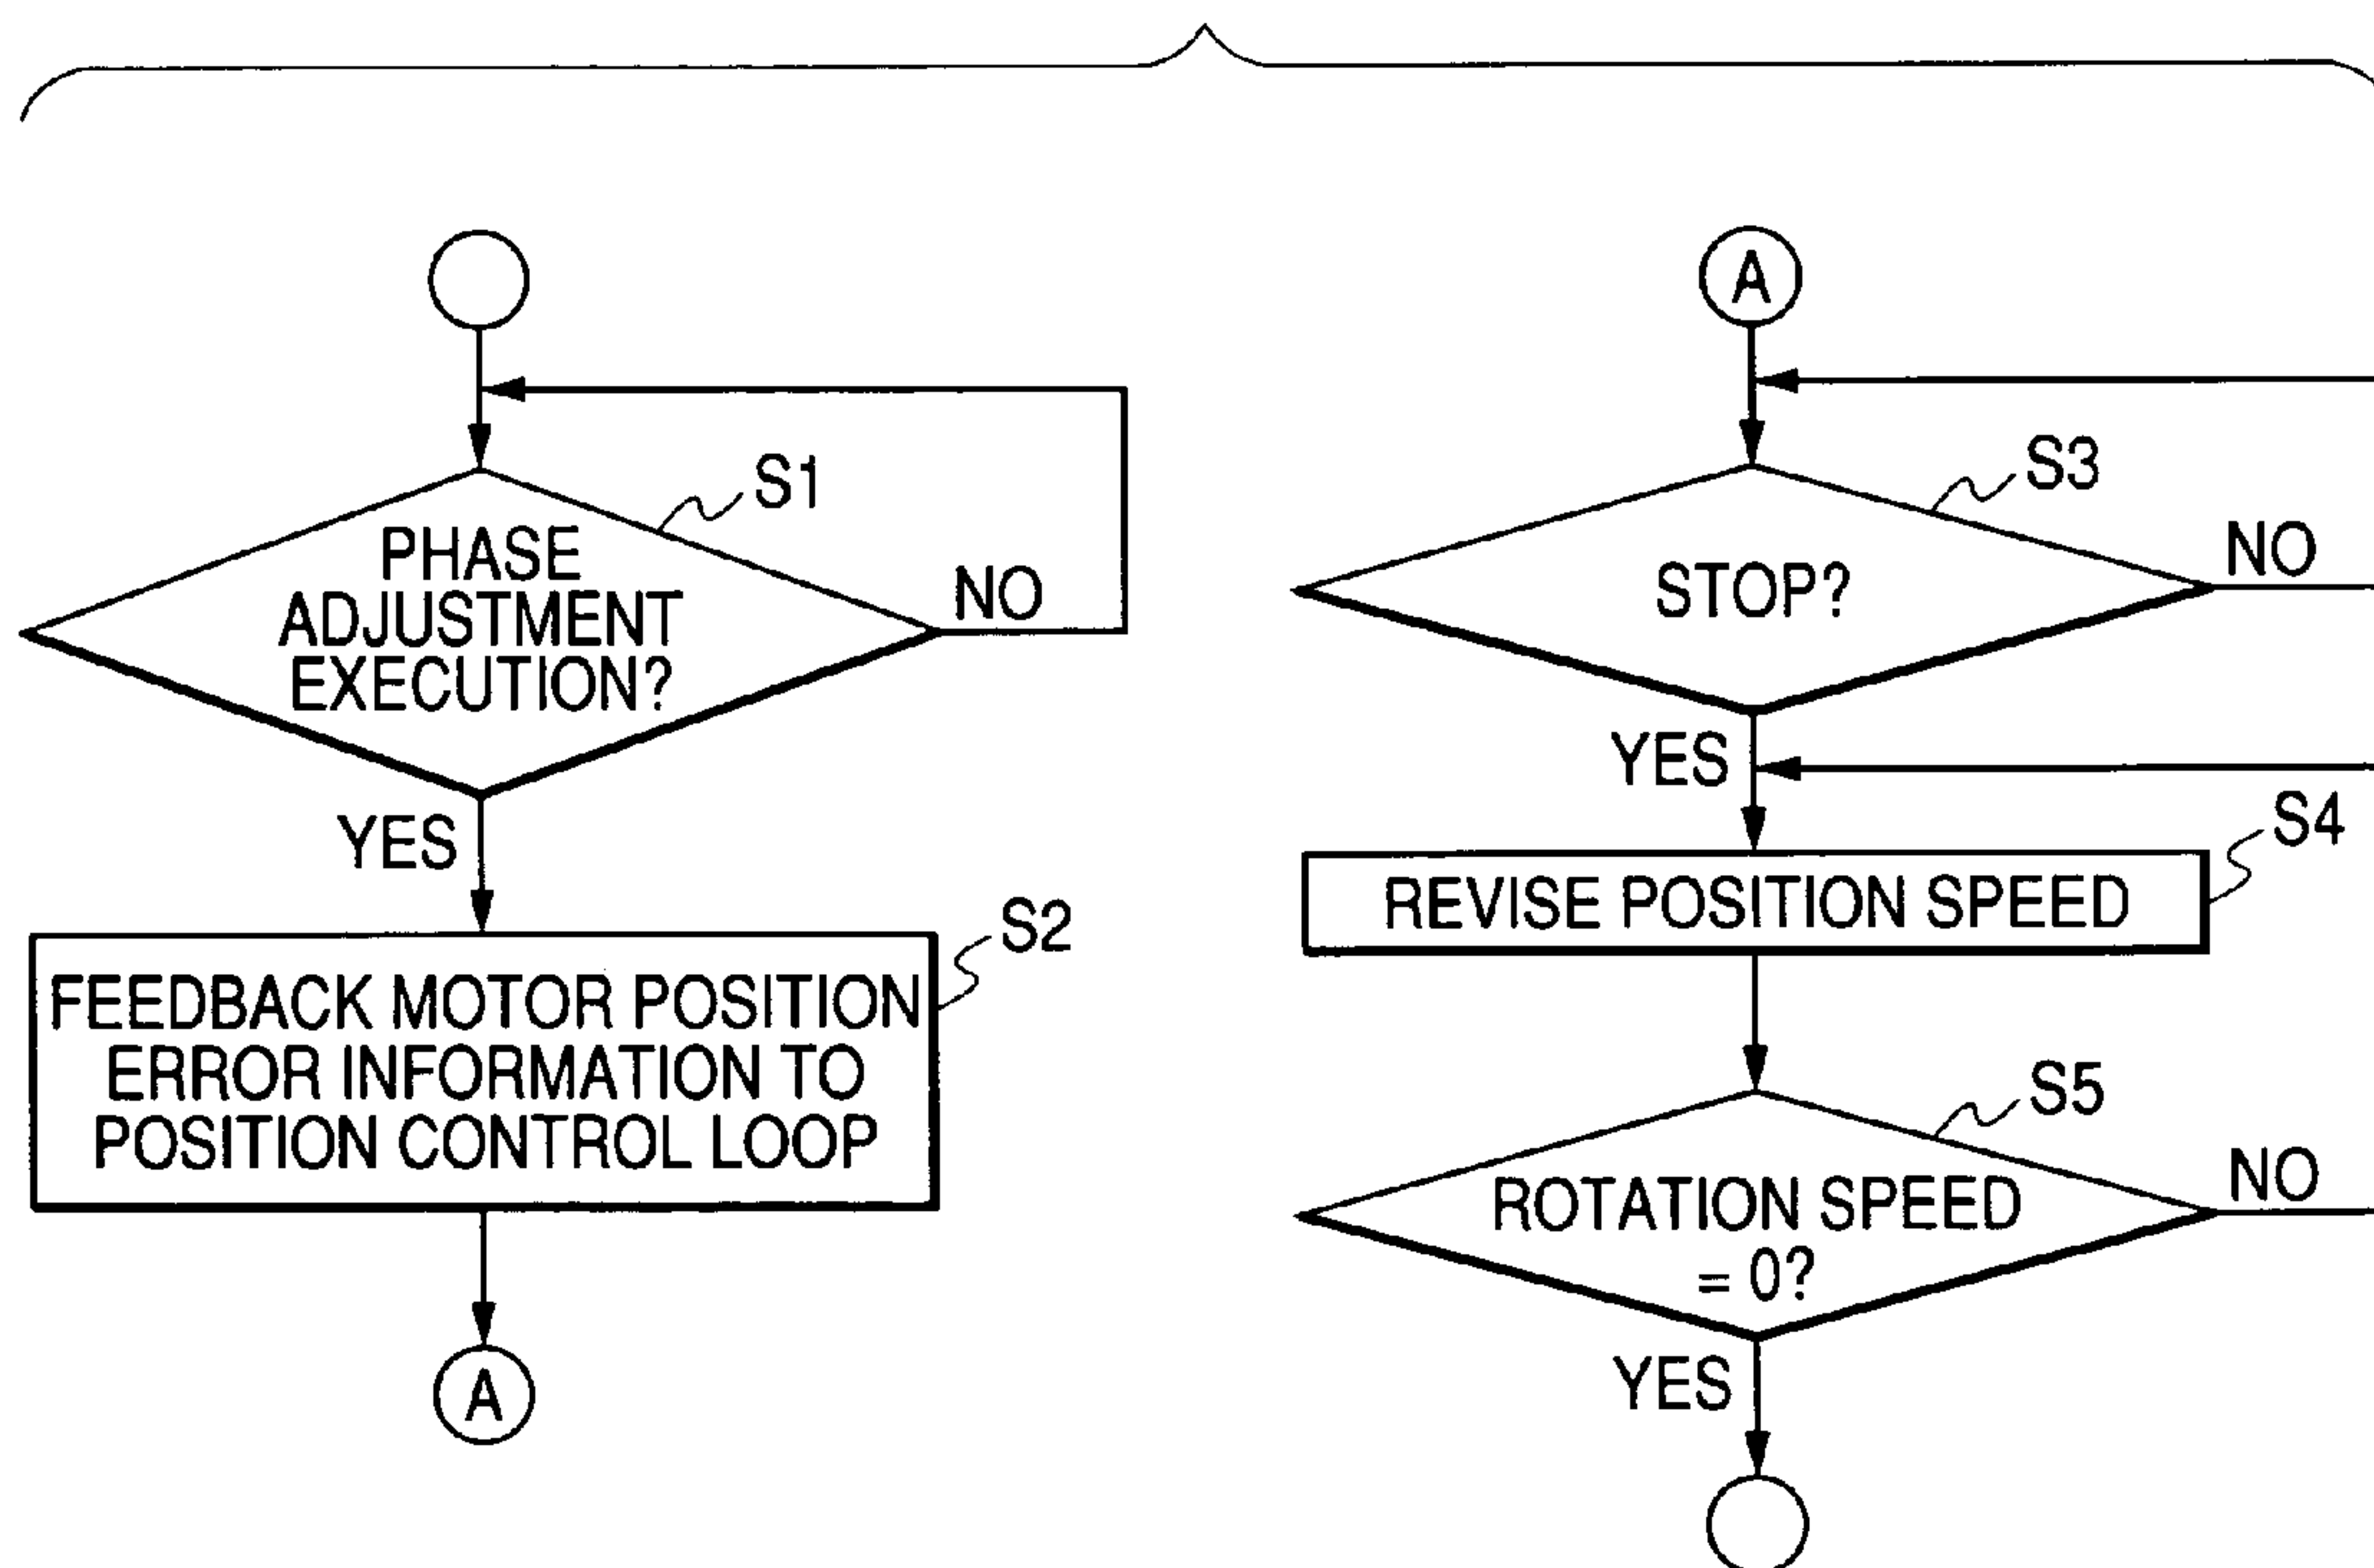 S1
PHASE
ADJUSTMENT
EXECUTION?
NO
YES
S2
FEEDBACK MOTOR POSITION
ERROR INFORMATION TO
POSITION CONTROL LOOP
A
A
S3
STOP?
NO
YES
S4
REVISE POSITION SPEED
S5
ROTATION SPEED
= 0?
NO
YES